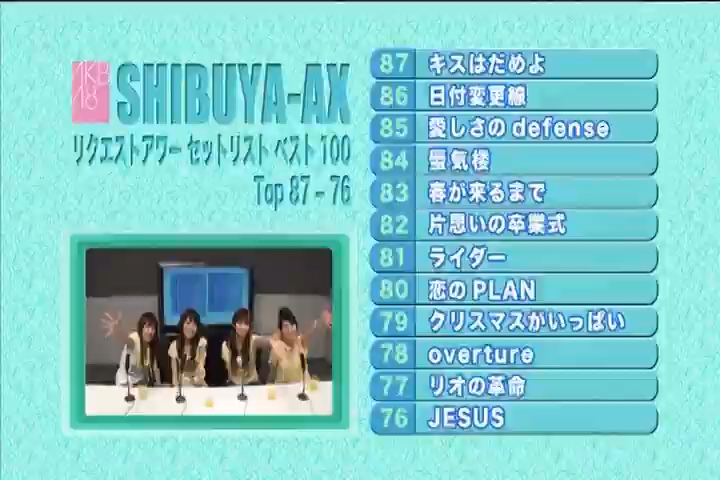 AKB
48
SHIBUYA-AX
リクエストアワー セットリスト ベスト 100
Top 87 – 76
87 キスはだめよ
86 日付変更線
85 愛しさの defense
84 蜃気楼
83 春が来るまで
82 片思いの卒業式
81 ライダー
80 恋の PLAN
79 クリスマスがいっぱい
78 overture
77 リオの革命
76 JESUS